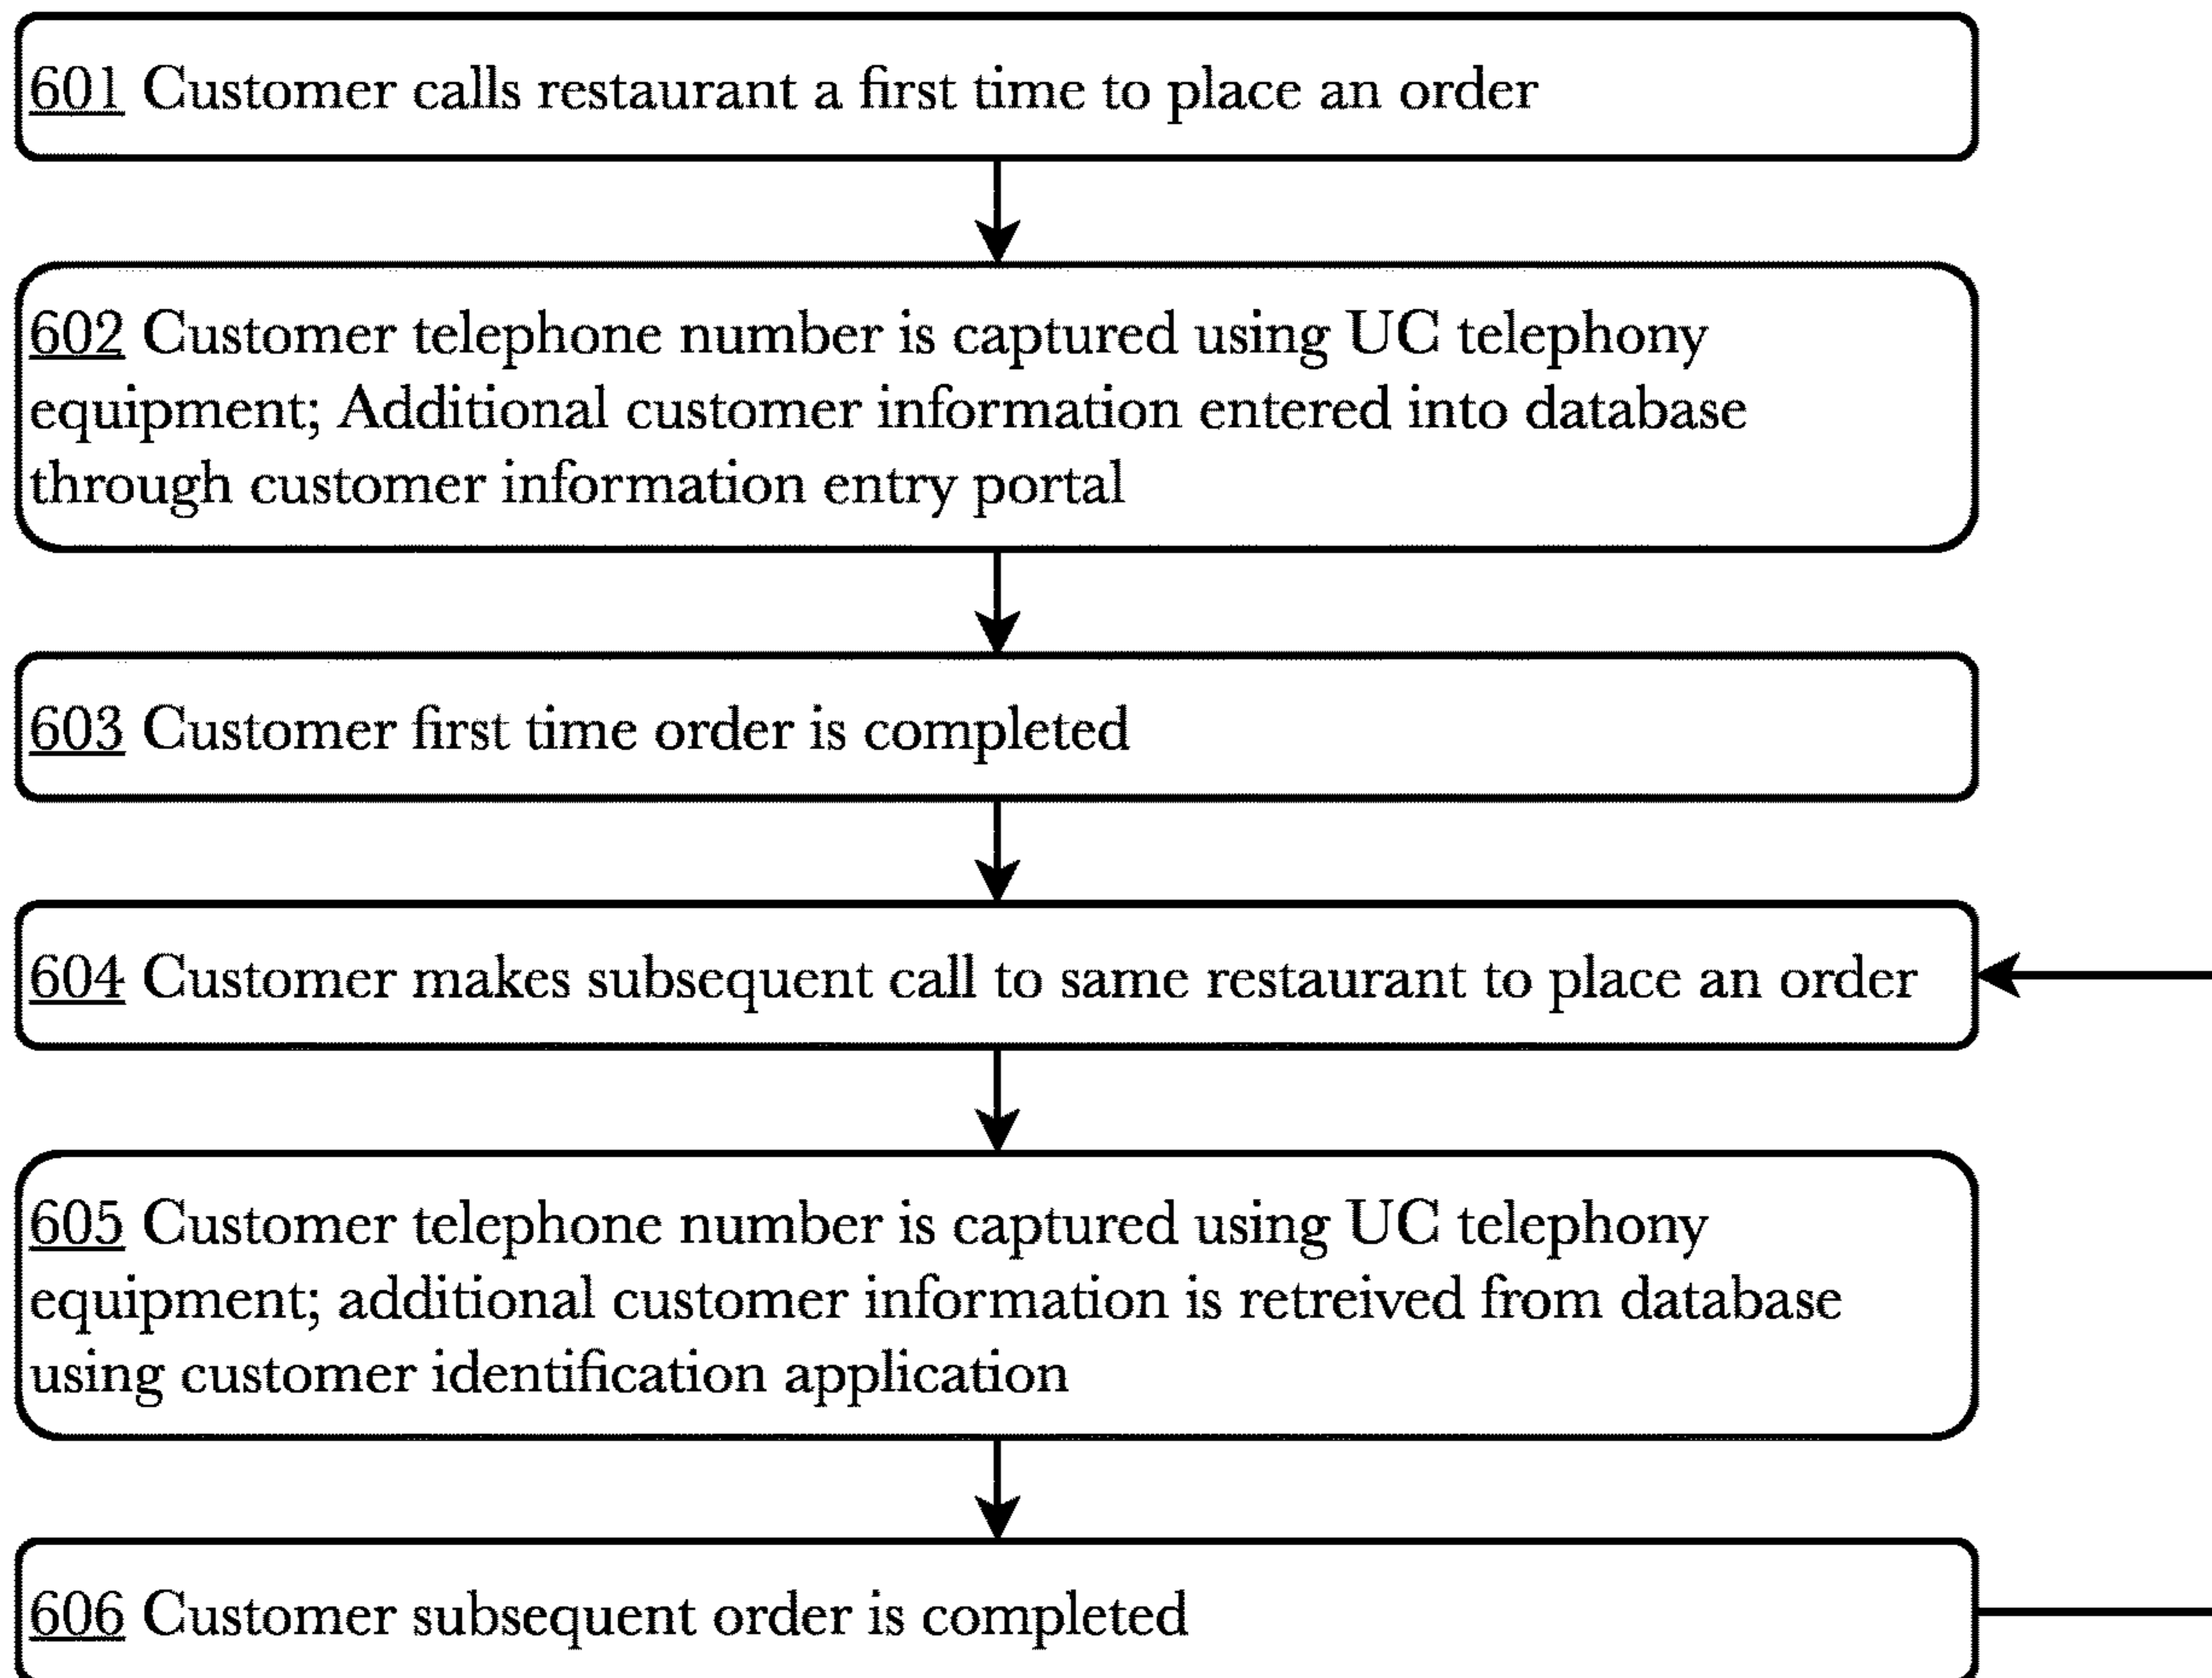 601 Customer calls restaurant a first time to place an order
602 Customer telephone number is captured using UC telephony
equipment; Additional customer information entered into database
through customer information entry portal
603 Customer first time order is completed
604 Customer makes subsequent call to same restaurant to place an order
605 Customer telephone number is captured using UC telephony
equipment; additional customer information is retreived from database
using customer identification application
606 Customer subsequent order is completed